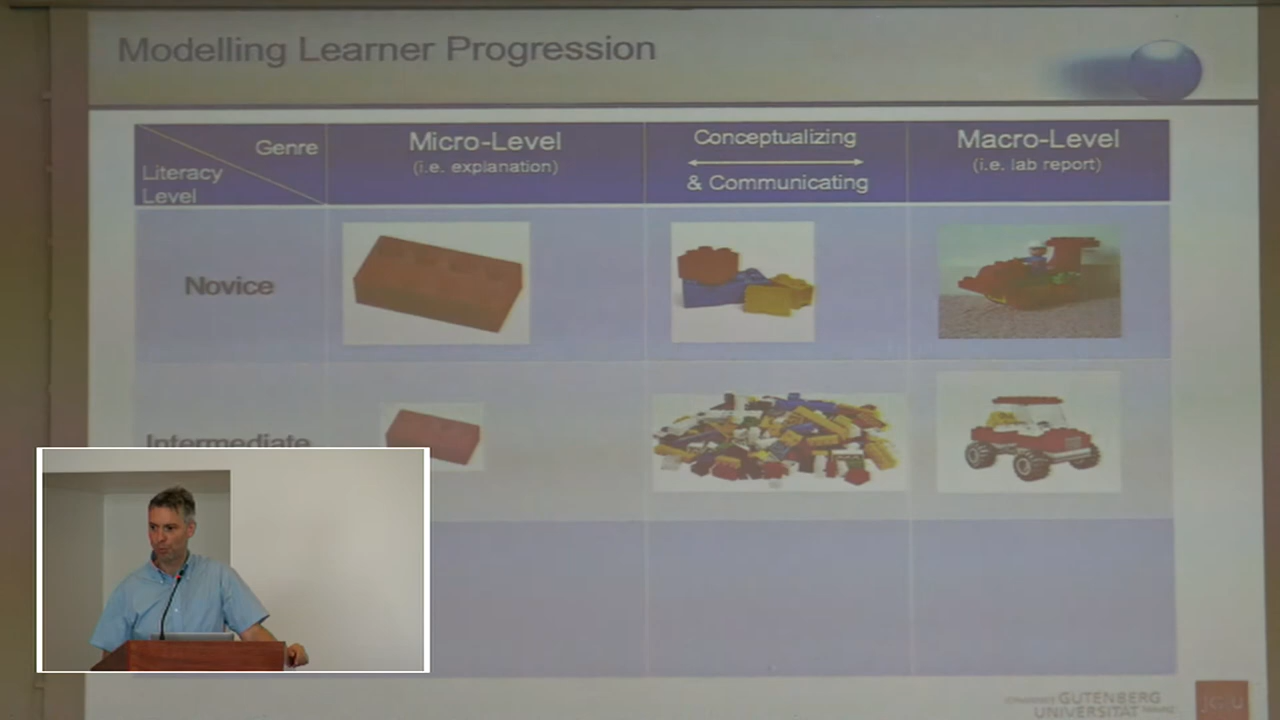 Modelling Learner Progression
Genre
Literacy
Level
Micro-Level
(i.e. explanation)
Conceptualizing
& Communicating
Macro-Level
(i.e. lab report)
Novice
Intermediate
GUTENBERG
UNIVERSITÄT
JG|U